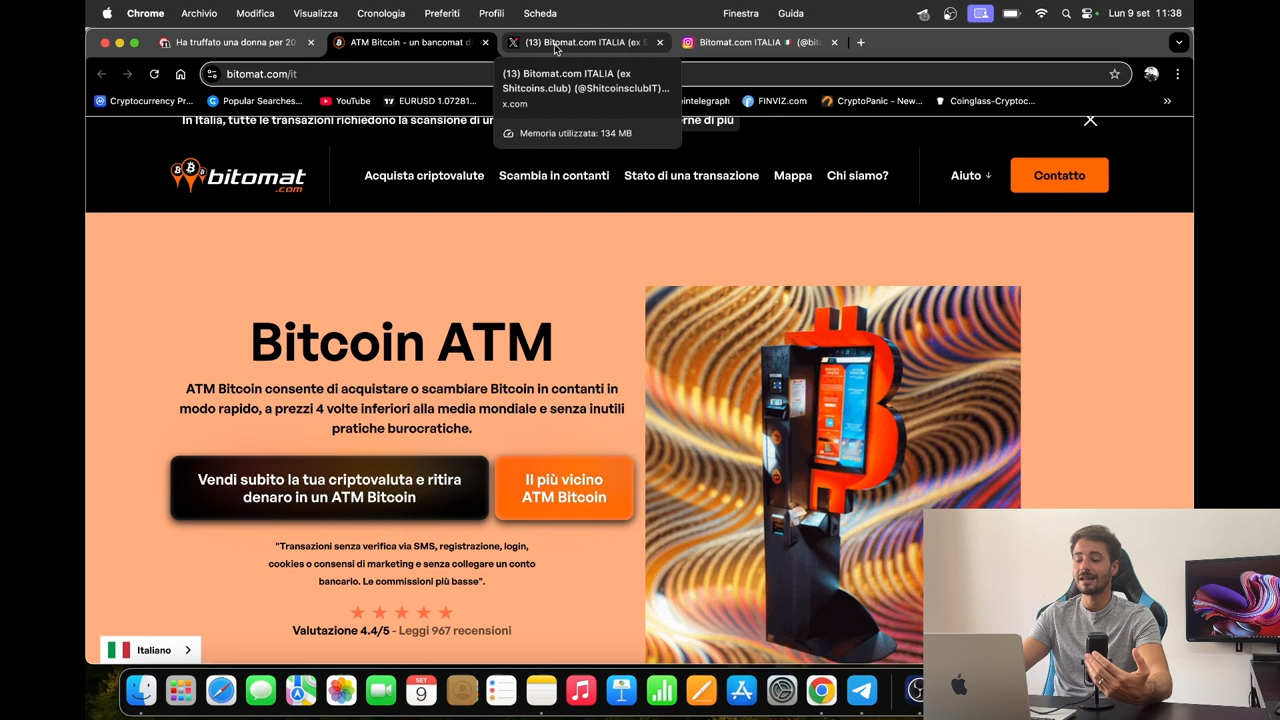 Chrome Archivio Modifica Visualizza Cronologia Preferiti Profili Scheda Finestra Guida Lun 9 set 11:38
Ha truffato una donna per 20
ATM Bitcoin - un bancomat d
(13) Bitomat.com ITALIA (ex S
Bitomat.com ITALIA (@bit
bitomat.com/it
(13) Bitomat.com ITALIA (ex
Shitcoins.club) (@ShitcoinsclubIT)...
x.com
Memoria utilizzata: 134 MB
Cryptocurrency Pr... Popular Searches... YouTube EURUSD 1.07281... ointelegraph FINVIZ.com CryptoPanic - New... Coinglass-Cryptoc...
In Italia, tutte le transazioni richiedono la scansione di un
erne di più
bitomat
.com
Acquista criptovalute Scambia in contanti Stato di una transazione Mappa Chi siamo? Aiuto ↓ Contatto
Bitcoin ATM
ATM Bitcoin consente di acquistare o scambiare Bitcoin in contanti in
modo rapido, a prezzi 4 volte inferiori alla media mondiale e senza inutili
pratiche burocratiche.
Vendi subito la tua criptovaluta e ritira
denaro in un ATM Bitcoin
Il più vicino
ATM Bitcoin
"Transazioni senza verifica via SMS, registrazione, login,
cookies o consensi di marketing e senza collegare un conto
bancario. Le commissioni più basse".
Valutazione 4.4/5 - Leggi 967 recensioni
Italiano
SET
9